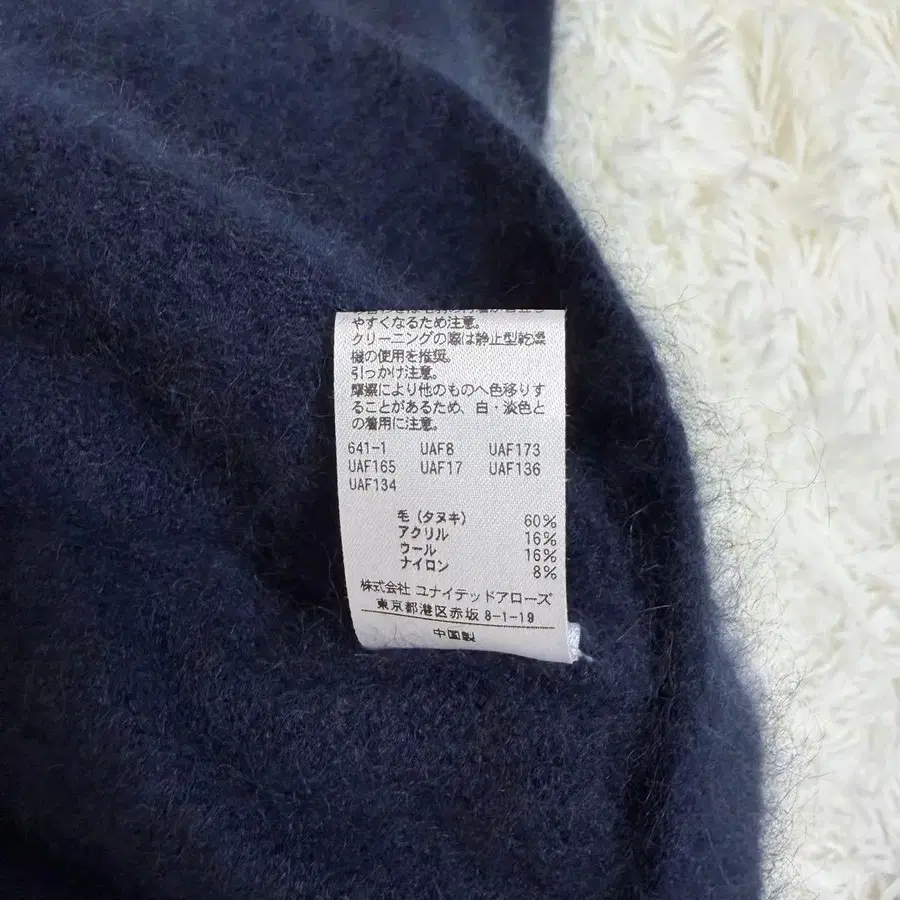 やすくなるため注意。
クリーニングの際は静止型乾燥
機の使用を推奨。
引っかけ注意。
摩擦により他のものへ色移りす
ることがあるため、白・淡色と
の着用に注意。
641-1 UAF8 UAF173
UAF165 UAF17 UAF136
UAF134
毛(タヌキ) 60%
アクリル 16%
ウール 16%
ナイロン 8%
株式会社 ユナイテッドアローズ
東京都港区赤坂 8-1-19
中国製